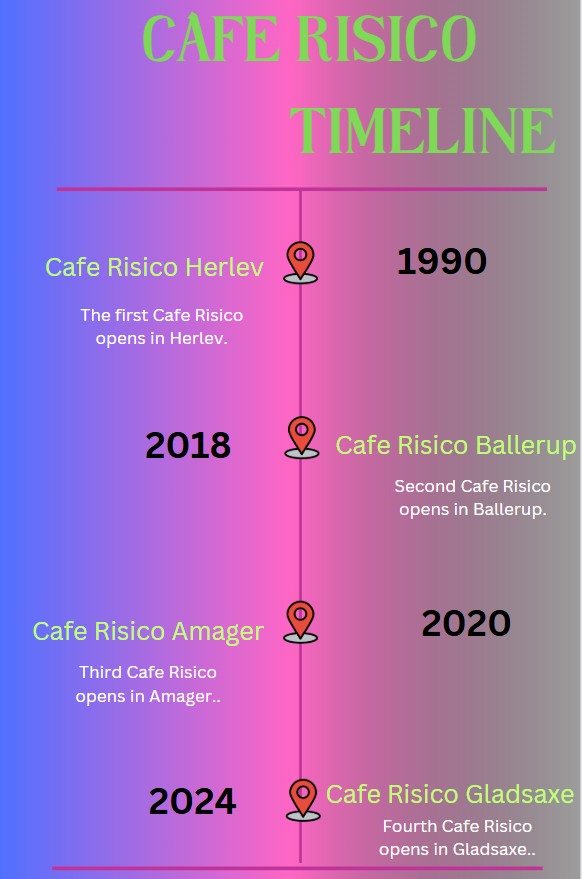 CAFE RISICO
TIMELINE
Cafe Risico Herlev
1990
The first Cafe Risico
opens in Herlev.
2018
Cafe Risico Ballerup
Second Cafe Risico
opens in Ballerup.
Cafe Risico Amager
2020
Third Cafe Risico
opens in Amager..
2024
Cafe Risico Gladsaxe
Fourth Cafe Risico
opens in Gladsaxe..